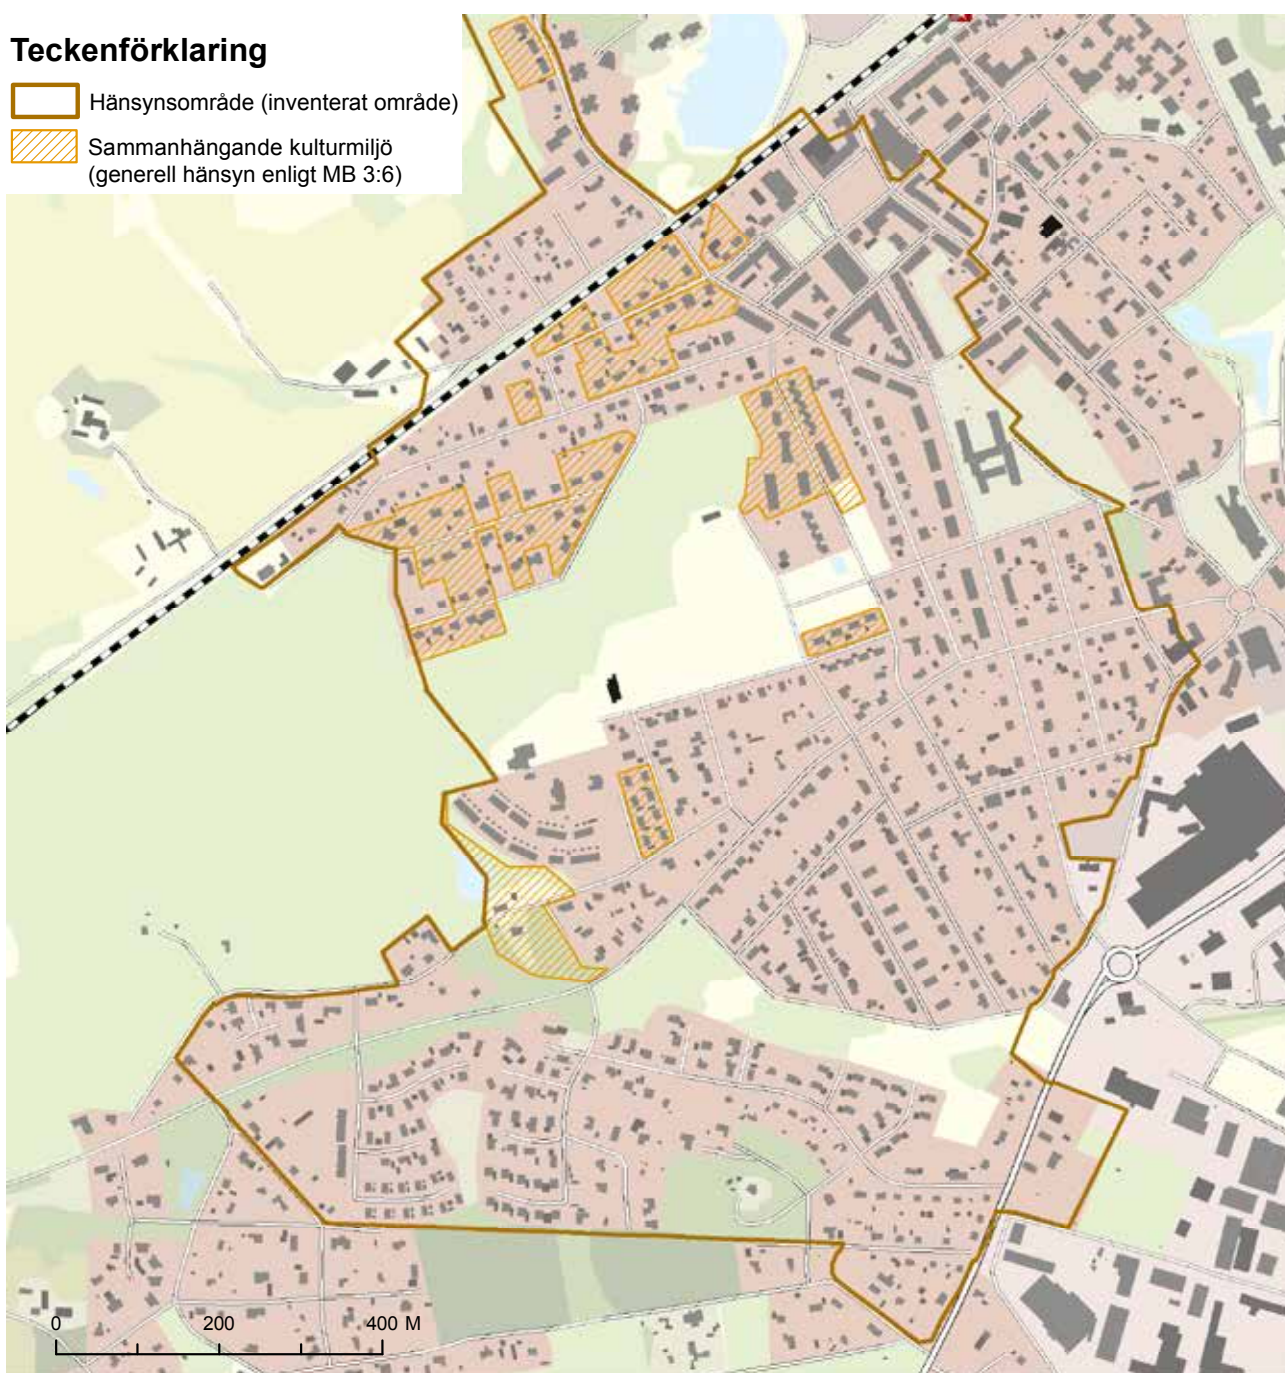 Teckenförklaring
Hänsynsområde (inventerat område)
Sammanhängande kulturmiljö
(generell hänsyn enligt MB 3:6)
0 200 400 M